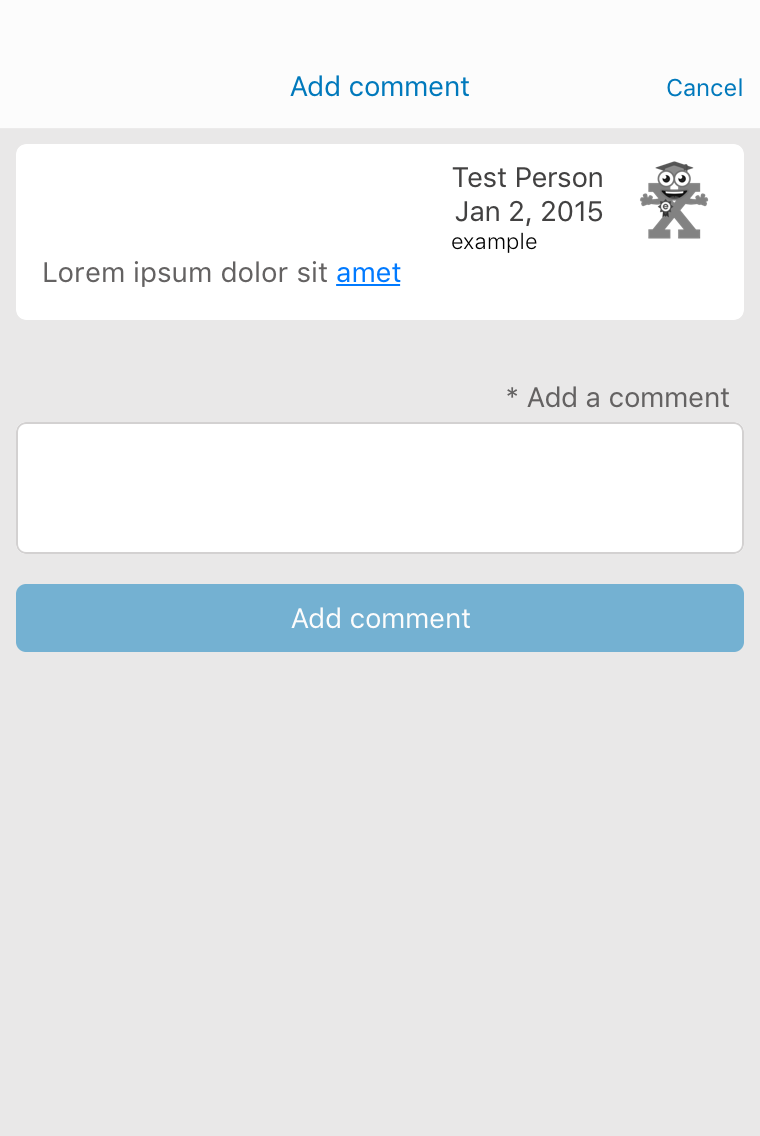 Add comment
Cancel
Test Person
Jan 2, 2015
example
Lorem ipsum dolor sit amet
* Add a comment
Add comment